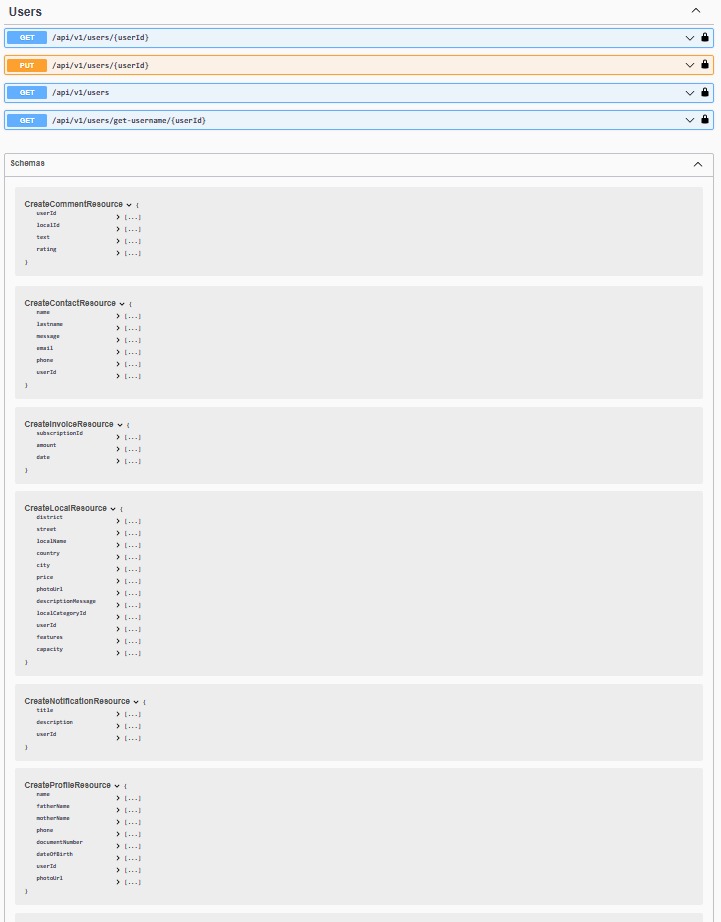 Users
GET /api/v1/users/{userId}
PUT /api/v1/users/{userId}
GET /api/v1/users
GET /api/v1/users/get-username/{userId}
Schemas
CreateCommentResource {
userId [...]
localId [...]
text [...]
rating [...]
}
CreateContactResource {
name [...]
lastname [...]
message [...]
email [...]
phone [...]
userId [...]
}
CreateInvoiceResource {
subscriptionId [...]
amount [...]
date [...]
}
CreateLocalResource {
district [...]
street [...]
localName [...]
country [...]
city [...]
price [...]
photoUrl [...]
descriptionMessage [...]
localCategoryId [...]
userId [...]
features [...]
capacity [...]
}
CreateNotificationResource {
title [...]
description [...]
userId [...]
}
CreateProfileResource {
name [...]
fatherName [...]
motherName [...]
phone [...]
documentNumber [...]
dateOfBirth [...]
userId [...]
photoUrl [...]
}